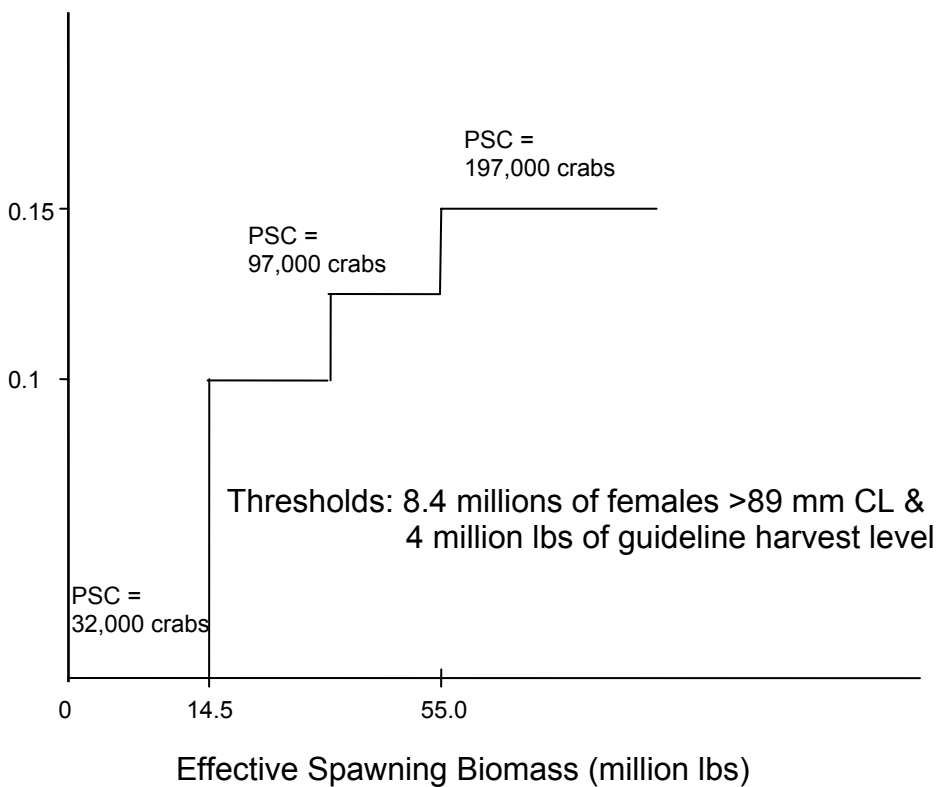 PSC =
197,000 crabs
0.15
PSC =
97,000 crabs
0.1
Thresholds: 8.4 millions of females >89 mm CL &
4 million lbs of guideline harvest level
PSC =
32,000 crabs
0 14.5 55.0
Effective Spawning Biomass (million lbs)